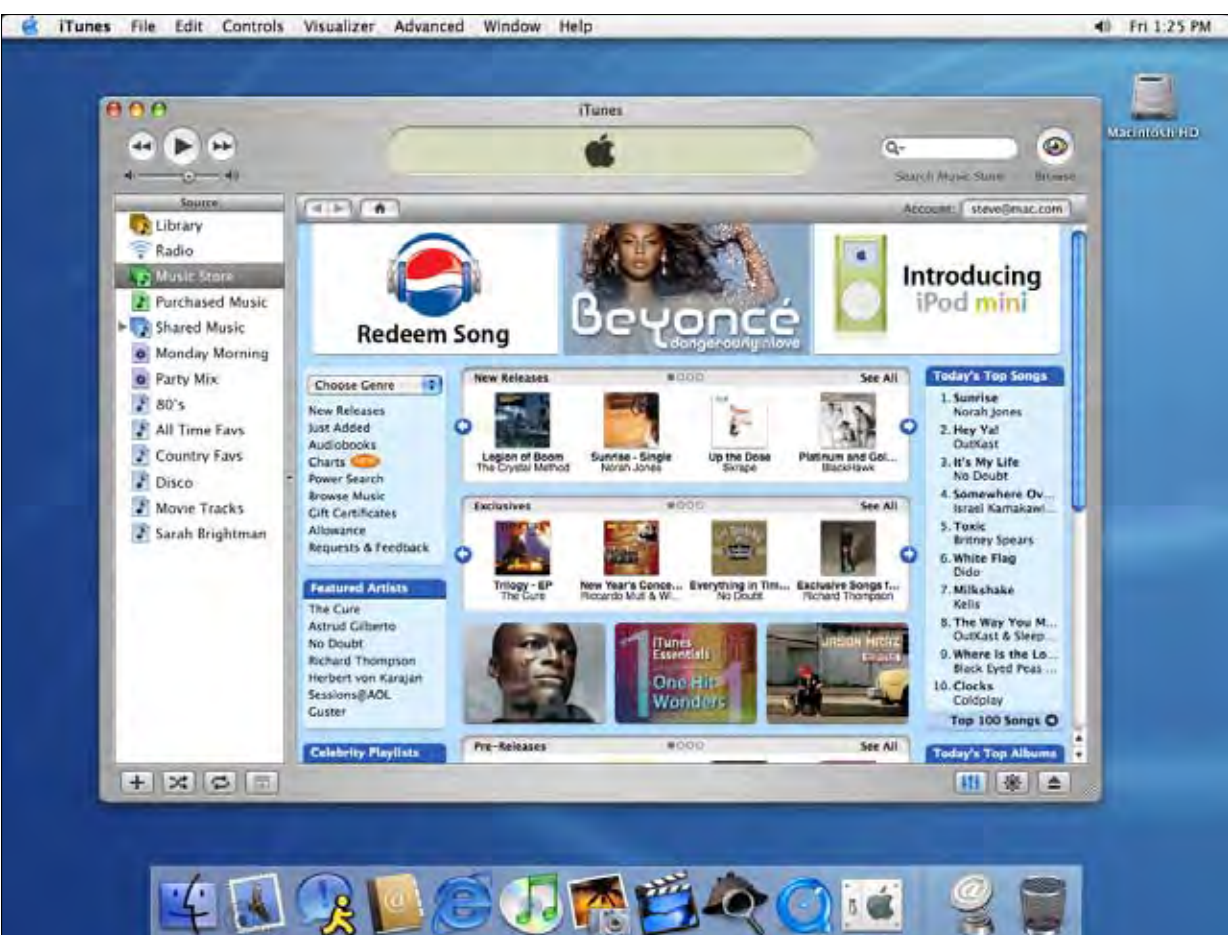 iTunes File Edit Controls Visualizer Advanced Window Help
Fri 1:25 PM
Macintosh HD
iTunes
Search Music Store
Browse
Source
Library
Radio
Music Store
Purchased Music
Shared Music
Monday Morning
Party Mix
80's
All Time Favs
Country Favs
Disco
Movie Tracks
Sarah Brightman
Account: steve@mac.com
Redeem Song
Beyoncé
dangerously in love
Introducing
iPod mini
Choose Genre
New Releases
Just Added
Audiobooks
Charts NEW
Power Search
Browse Music
Gift Certificates
Allowance
Requests & Feedback
Featured Artists
The Cure
Astrud Gilberto
No Doubt
Richard Thompson
Herbert von Karajan
Sessions@AOL
Guster
Celebrity Playlists
New Releases
See All
Legion of Boom
The Crystal Method
Sunrise - Single
Norah Jones
Up the Dose
Skrape
Platinum and Gol...
BlackHawk
Exclusives
See All
Trilogy - EP
The Cure
New Year's Conce...
Riccardo Muti & Wi...
Everything in Tim...
No Doubt
Exclusive Songs f...
Richard Thompson
iTunes
Essentials
One Hit
Wonders
JASON MRAZ
Pre-Releases
See All
Today's Top Songs
1. Sunrise
Norah Jones
2. Hey Ya!
OutKast
3. It's My Life
No Doubt
4. Somewhere Ov...
Israel Kamakawi...
5. Toxic
Britney Spears
6. White Flag
Dido
7. Milkshake
Kelis
8. The Way You M...
OutKast & Sleep...
9. Where Is the Lo...
Black Eyed Peas ...
10. Clocks
Coldplay
Top 100 Songs
Today's Top Albums